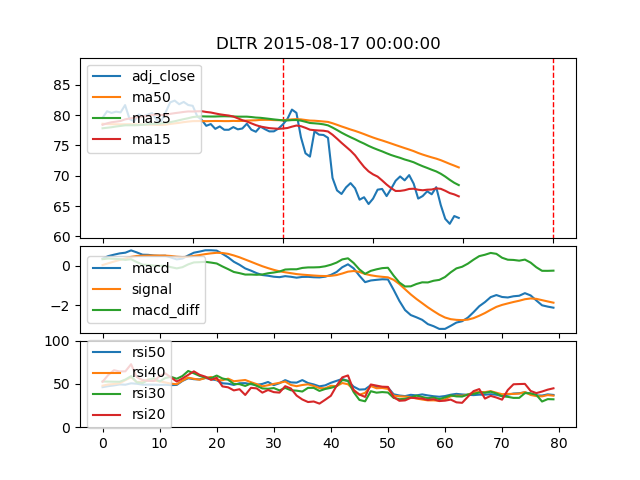 DLTR 2015-08-17 00:00:00
85
80
75
70
65
60
adj_close
ma50
ma35
ma15
0
−2
macd
signal
macd_diff
100
50
0
rsi50
rsi40
rsi30
rsi20
0 10 20 30 40 50 60 70 80